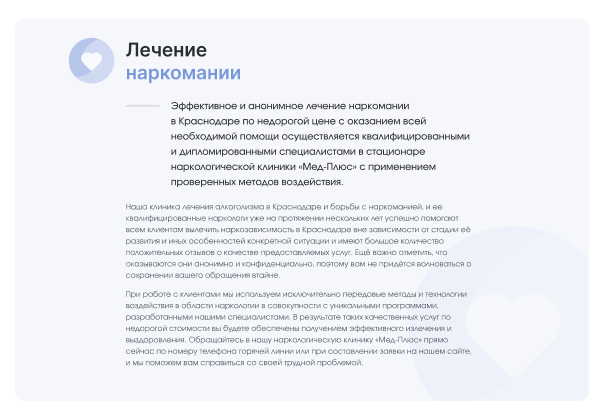 Лечение
наркомании
Эффективное и анонимное лечение наркомании
в Краснодаре по недорогой цене с оказанием всей
необходимой помощи осуществляется квалифицированными
и дипломированными специалистами в стационаре
наркологической клиники «Мед-Плюс» с применением
проверенных методов воздействия.
Наша клиника лечения алкоголизма в Краснодаре и борьбы с наркоманией, и ее
квалифицированные наркологи уже на протяжении нескольких лет успешно помогают
всем клиентам вылечить наркозависимость в Краснодаре вне зависимости от стадии её
развития и иных особенностей конкретной ситуации и имеют большое количество
положительных отзывов о качестве предоставляемых услуг. Ещё важно отметить, что
оказываются они анонимно и конфиденциально, поэтому вам не придётся волноваться о
сохранении вашего обращения втайне.
При работе с клиентами мы используем исключительно передовые методы и технологии
воздействия в области наркологии в совокупности с уникальными программами,
разработанными нашими специалистами. В результате таких качественных услуг по
недорогой стоимости вы будете обеспечены получением эффективного излечения и
выздоровления. Обращайтесь в нашу наркологическую клинику «Мед-Плюс» прямо
сейчас по номеру телефона горячей линии или при составлении заявки на нашем сайте,
и мы поможем вам справиться со своей трудной проблемой.